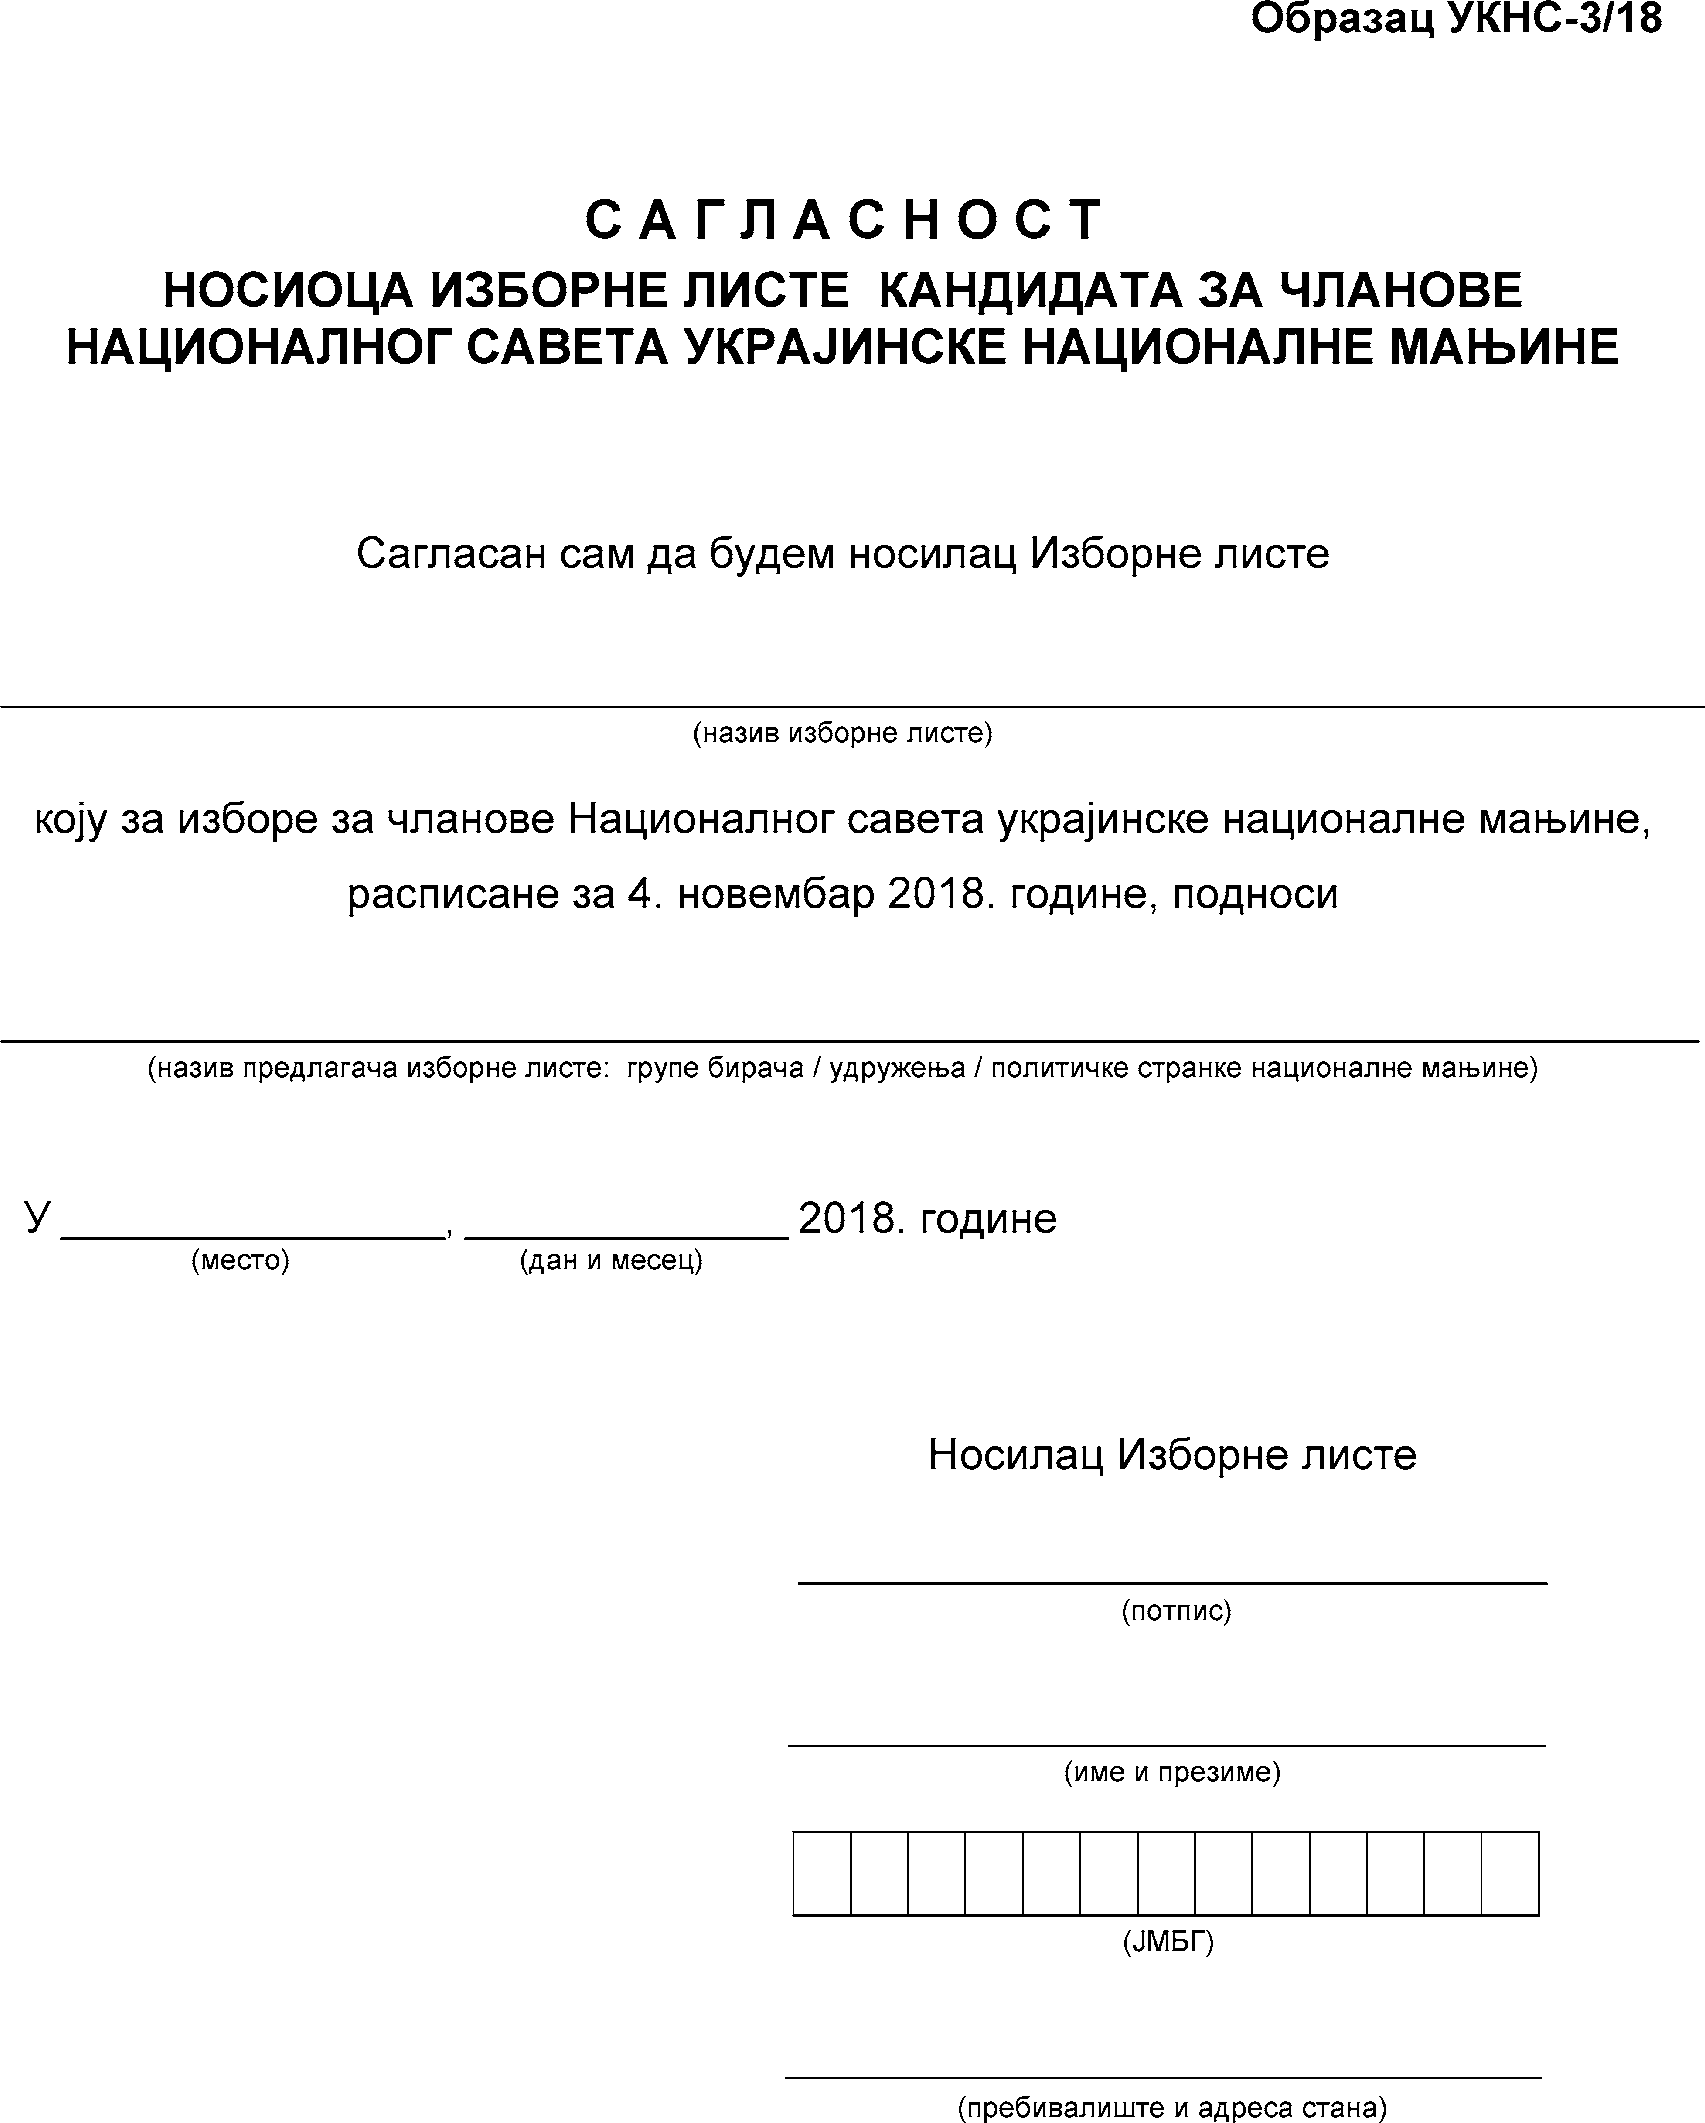 Образац УКНС-3/18
С А Г Л А С Н О С Т
НОСИОЦА ИЗБОРНЕ ЛИСТЕ КАНДИДАТА ЗА ЧЛАНОВЕ
НАЦИОНАЛНОГ САВЕТА УКРАЈИНСКЕ НАЦИОНАЛНЕ МАЊИНЕ
Сагласан сам да будем носилац Изборне листе
(назив изборне листе)
коју за изборе за чланове Националног савета украјинске националне мањине,
расписане за 4. новембар 2018. године, подноси
(назив предлагача изборне листе: групе бирача / удружења / политичке странке националне мањине)
У ________________, ______________ 2018. године
(место) (дан и месец)
Носилац Изборне листе
(потпис)
(име и презиме)
(ЈМБГ)
(пребивалиште и адреса стана)